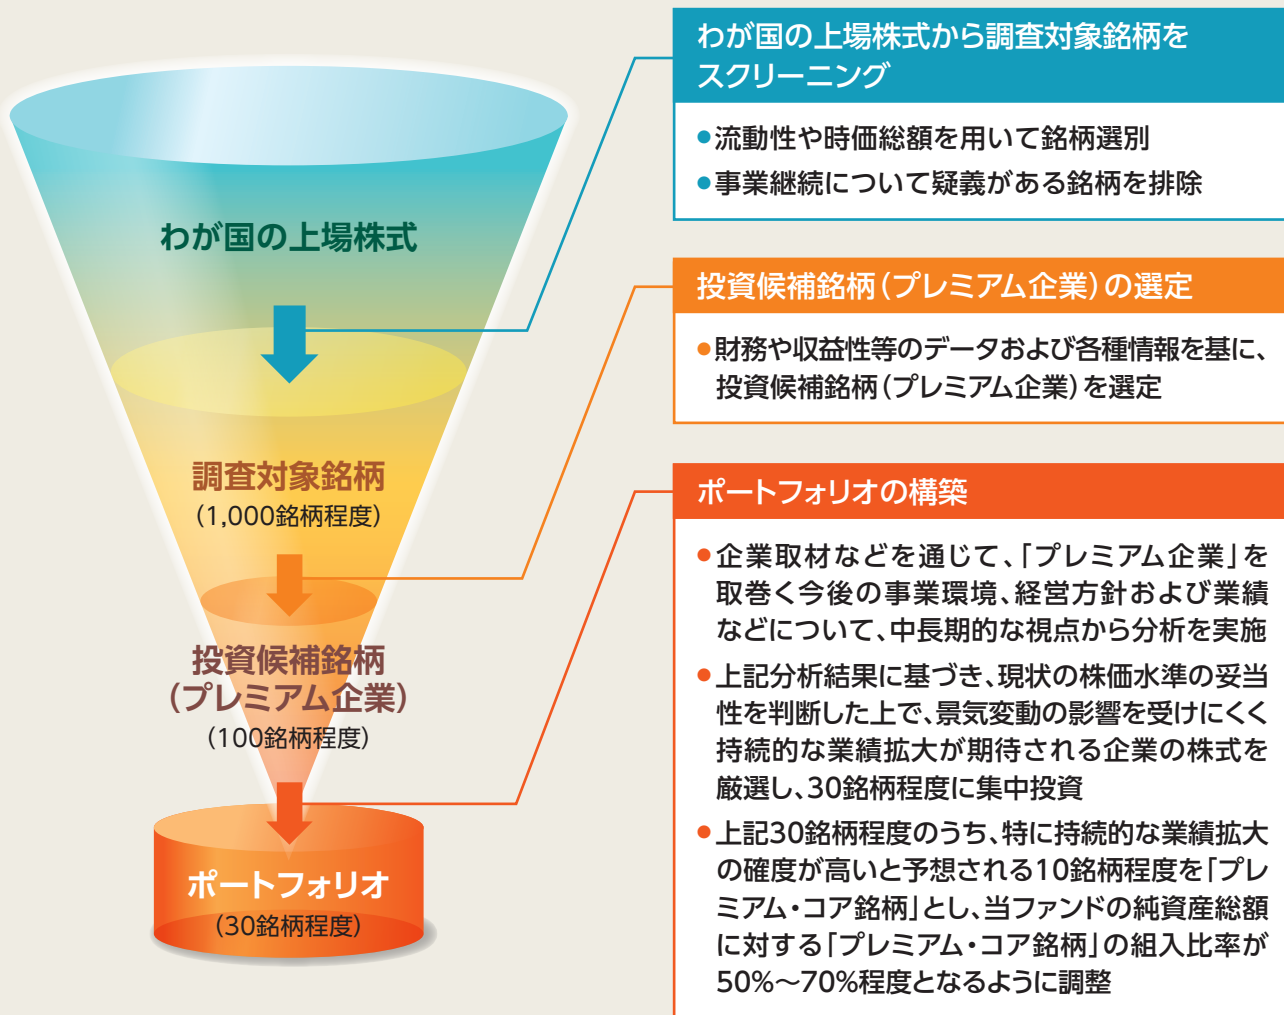 わが国の上場株式
調査対象銘柄
(1,000銘柄程度)
投資候補銘柄
(プレミアム企業)
(100銘柄程度)
ポートフォリオ
(30銘柄程度)
わが国の上場株式から調査対象銘柄を
スクリーニング
●流動性や時価総額を用いて銘柄選別
●事業継続について疑義がある銘柄を排除
投資候補銘柄(プレミアム企業)の選定
●財務や収益性等のデータおよび各種情報を基に、
投資候補銘柄(プレミアム企業)を選定
ポートフォリオの構築
●企業取材などを通じて、「プレミアム企業」を
取巻く今後の事業環境、経営方針および業績
などについて、中長期的な視点から分析を実施
●上記分析結果に基づき、現状の株価水準の妥当
性を判断した上で、景気変動の影響を受けにくく
持続的な業績拡大が期待される企業の株式を
厳選し、30銘柄程度に集中投資
●上記30銘柄程度のうち、特に持続的な業績拡大
の確度が高いと予想される10銘柄程度を「プレ
ミアム・コア銘柄」とし、当ファンドの純資産総額
に対する「プレミアム・コア銘柄」の組入比率が
50%～70%程度となるように調整